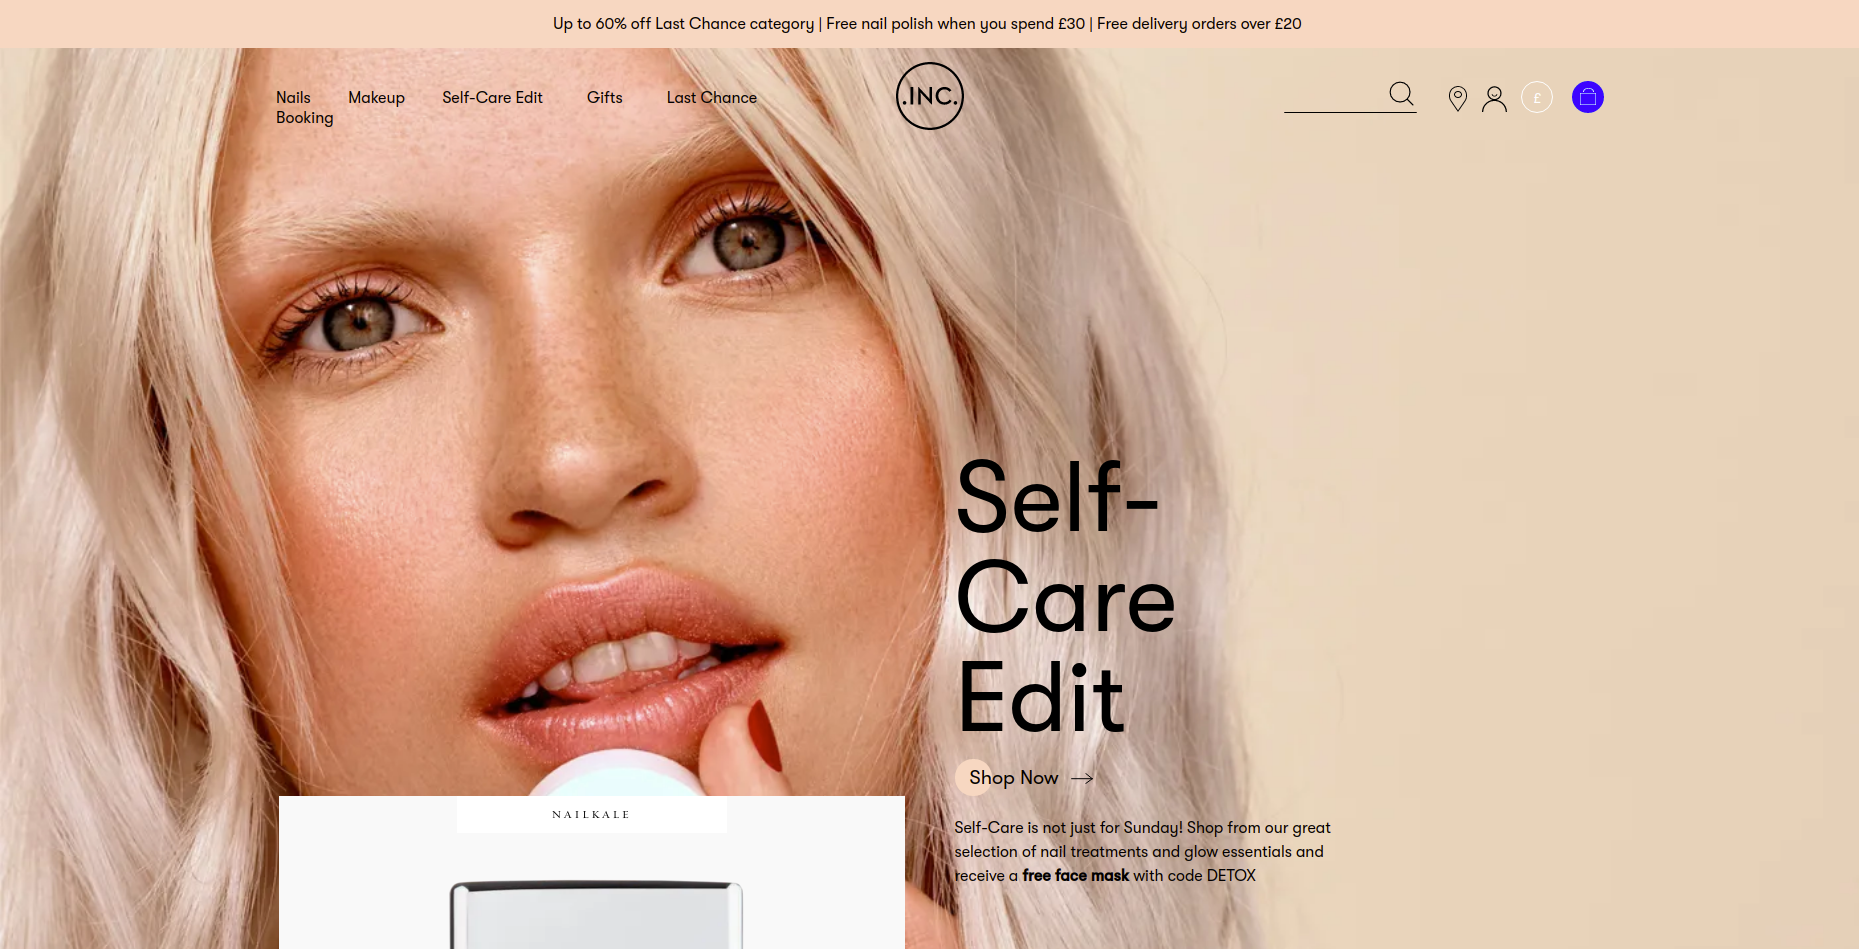 Up to 60% off Last Chance category | Free nail polish when you spend £30 | Free delivery orders over £20
Nails Makeup Self-Care Edit Gifts Last Chance
Booking
.INC.
£
Self-
Care
Edit
Shop Now
Self-Care is not just for Sunday! Shop from our great
selection of nail treatments and glow essentials and
receive a free face mask with code DETOX
NAILKALE